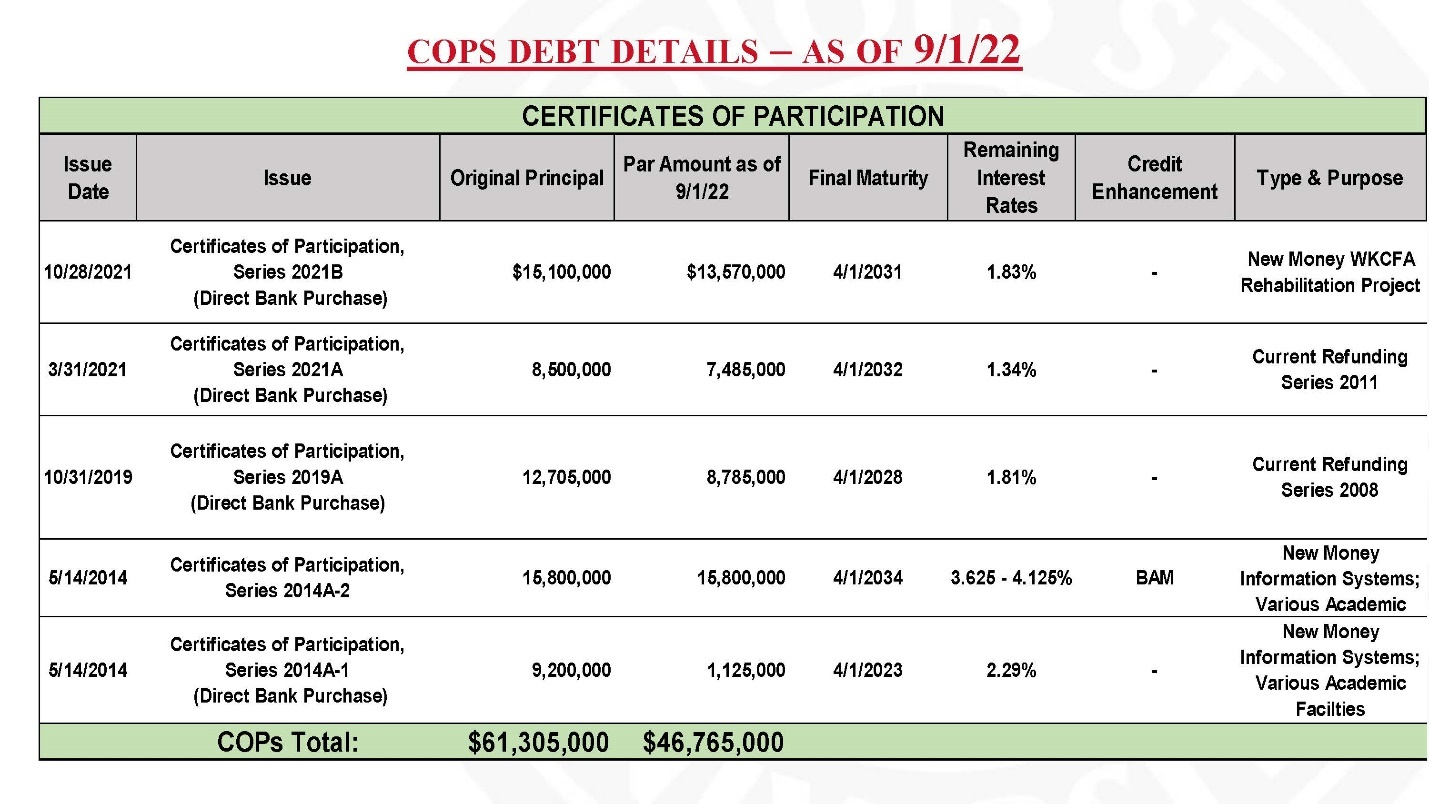 COPS DEBT DETAILS – AS OF 9/1/22
CERTIFICATES OF PARTICIPATION
Issue Date | Issue | Original Principal | Par Amount as of 9/1/22 | Final Maturity | Remaining Interest Rates | Credit Enhancement | Type & Purpose
10/28/2021 | Certificates of Participation, Series 2021B (Direct Bank Purchase) | $15,100,000 | $13,570,000 | 4/1/2031 | 1.83% | - | New Money WKCFA Rehabilitation Project
3/31/2021 | Certificates of Participation, Series 2021A (Direct Bank Purchase) | 8,500,000 | 7,485,000 | 4/1/2032 | 1.34% | - | Current Refunding Series 2011
10/31/2019 | Certificates of Participation, Series 2019A (Direct Bank Purchase) | 12,705,000 | 8,785,000 | 4/1/2028 | 1.81% | - | Current Refunding Series 2008
5/14/2014 | Certificates of Participation, Series 2014A-2 | 15,800,000 | 15,800,000 | 4/1/2034 | 3.625 - 4.125% | BAM | New Money Information Systems; Various Academic
5/14/2014 | Certificates of Participation, Series 2014A-1 (Direct Bank Purchase) | 9,200,000 | 1,125,000 | 4/1/2023 | 2.29% | - | New Money Information Systems; Various Academic Facilties
COPs Total: | $61,305,000 | $46,765,000